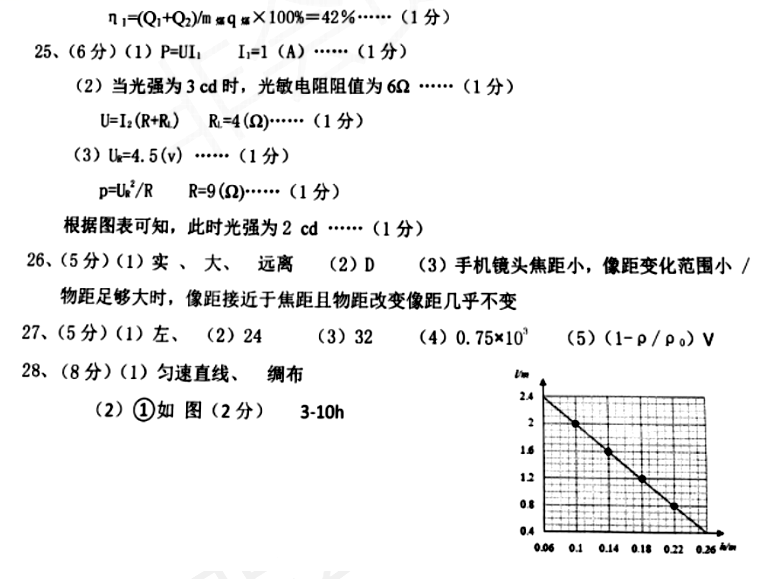 η₁=(Q₁+Q₂)/m煤q煤×100%=42%……（1分）
25、（6分）（1）P=UI₁ I₁=1（A）……（1分）
（2）当光强为3 cd时，光敏电阻阻值为6Ω ……（1分）
U=I₂(R+RL) RL=4(Ω)……（1分）
（3）UR=4.5(v) ……（1分）
p=UR²/R R=9(Ω)……（1分）
根据图表可知，此时光强为2 cd ……（1分）
26、（5分）（1）实 、 大、 远离 （2）D （3）手机镜头焦距小，像距变化范围小 /
物距足够大时，像距接近于焦距且物距改变像距几乎不变
27、（5分）（1）左、 （2）24 （3）32 （4）0.75×10³ （5）（1-ρ/ρ₀）V
28、（8分）（1）匀速直线、 绸布
（2）①如 图（2分） 3-10h
l/m
2.4
2
1.6
1.2
0.8
0.4
0.06 0.1 0.14 0.18 0.22 0.26 h/m